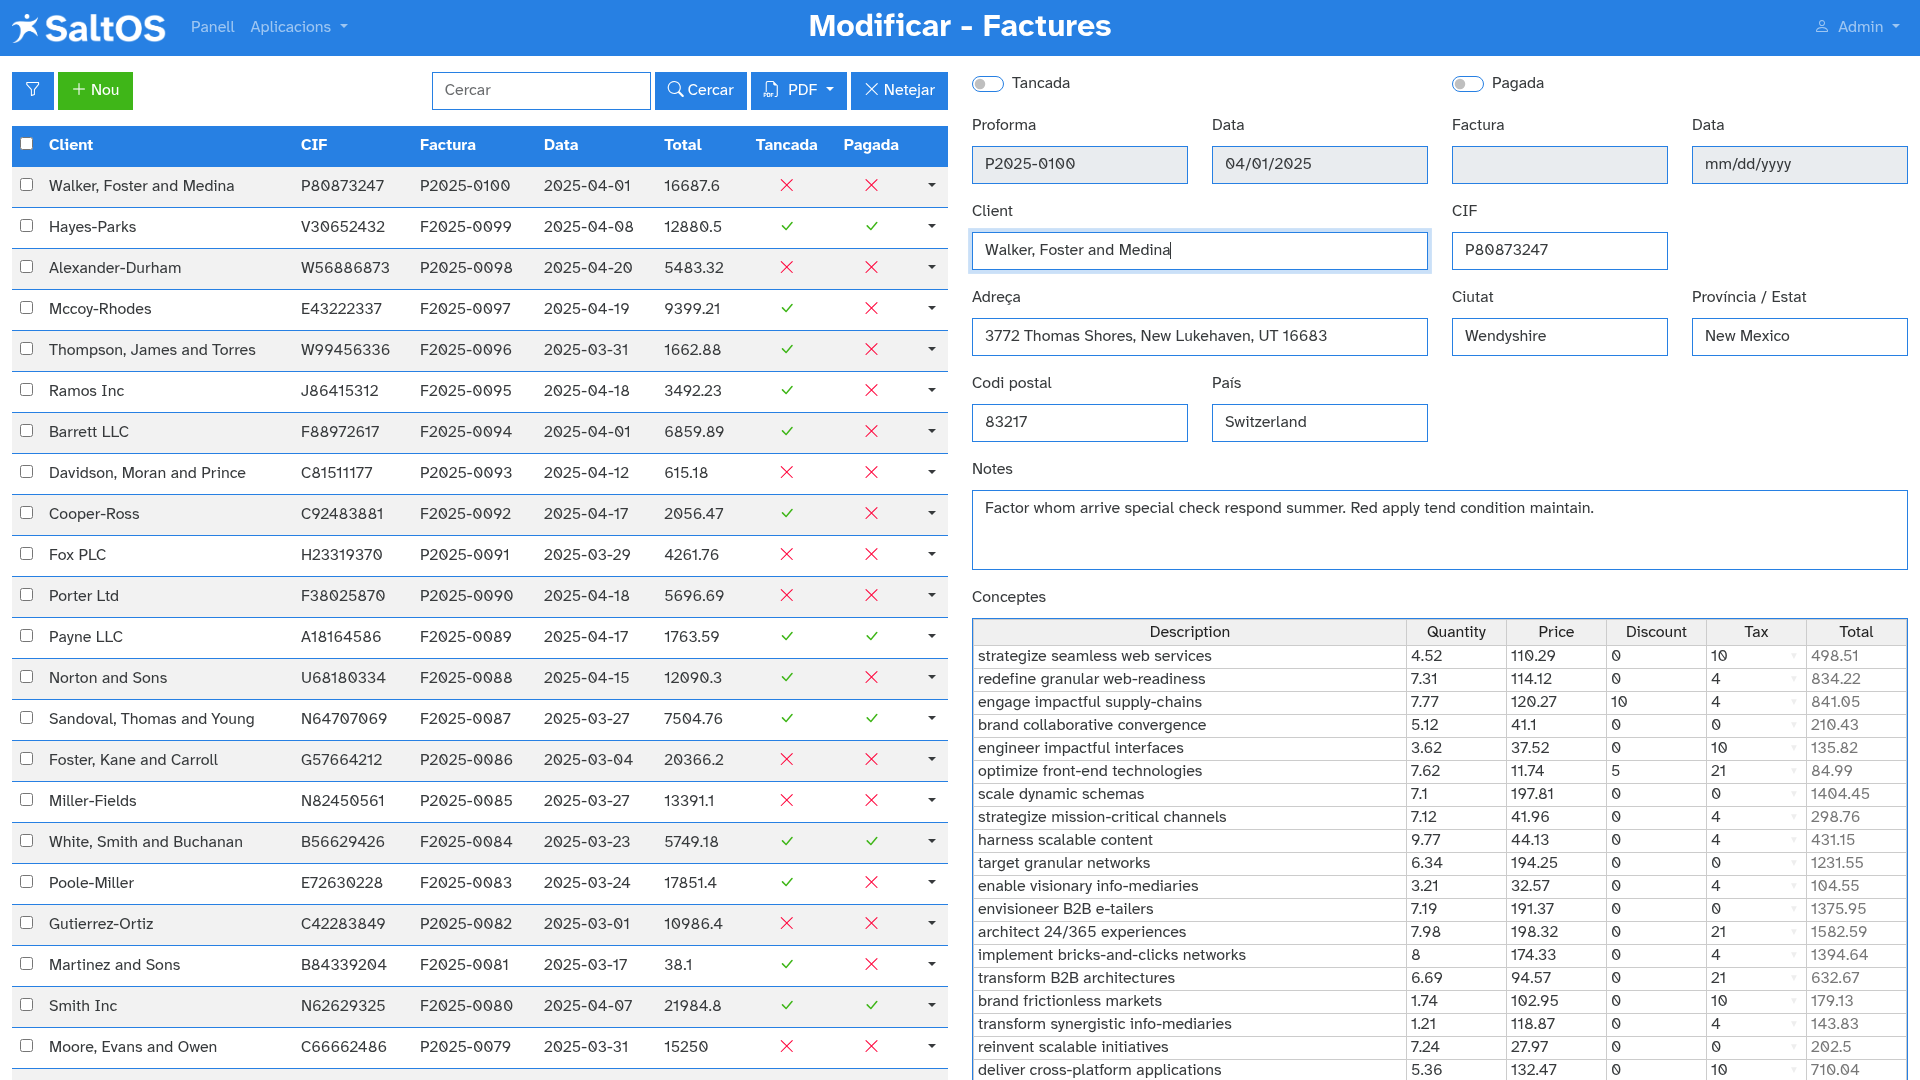 SaltOS Panell Aplicacions Modificar - Factures Admin
Nou Cercar Cercar PDF Netejar
Client CIF Factura Data Total Tancada Pagada
Walker, Foster and Medina P80873247 P2025-0100 2025-04-01 16687.6
Hayes-Parks V30652432 F2025-0099 2025-04-08 12880.5
Alexander-Durham W56886873 P2025-0098 2025-04-20 5483.32
Mccoy-Rhodes E43222337 F2025-0097 2025-04-19 9399.21
Thompson, James and Torres W99456336 F2025-0096 2025-03-31 1662.88
Ramos Inc J86415312 F2025-0095 2025-04-18 3492.23
Barrett LLC F88972617 F2025-0094 2025-04-01 6859.89
Davidson, Moran and Prince C81511177 P2025-0093 2025-04-12 615.18
Cooper-Ross C92483881 F2025-0092 2025-04-17 2056.47
Fox PLC H23319370 P2025-0091 2025-03-29 4261.76
Porter Ltd F38025870 P2025-0090 2025-04-18 5696.69
Payne LLC A18164586 F2025-0089 2025-04-17 1763.59
Norton and Sons U68180334 F2025-0088 2025-04-15 12090.3
Sandoval, Thomas and Young N64707069 F2025-0087 2025-03-27 7504.76
Foster, Kane and Carroll G57664212 P2025-0086 2025-03-04 20366.2
Miller-Fields N82450561 P2025-0085 2025-03-27 13391.1
White, Smith and Buchanan B56629426 F2025-0084 2025-03-23 5749.18
Poole-Miller E72630228 F2025-0083 2025-03-24 17851.4
Gutierrez-Ortiz C42283849 P2025-0082 2025-03-01 10986.4
Martinez and Sons B84339204 F2025-0081 2025-03-17 38.1
Smith Inc N62629325 F2025-0080 2025-04-07 21984.8
Moore, Evans and Owen C66662486 P2025-0079 2025-03-31 15250
Tancada Pagada
Proforma Data Factura Data
P2025-0100 04/01/2025 mm/dd/yyyy
Client CIF
Walker, Foster and Medina P80873247
Adreça Ciutat Província / Estat
3772 Thomas Shores, New Lukehaven, UT 16683 Wendyshire New Mexico
Codi postal País
83217 Switzerland
Notes
Factor whom arrive special check respond summer. Red apply tend condition maintain.
Conceptes
Description Quantity Price Discount Tax Total
strategize seamless web services 4.52 110.29 0 10 498.51
redefine granular web-readiness 7.31 114.12 0 4 834.22
engage impactful supply-chains 7.77 120.27 10 4 841.05
brand collaborative convergence 5.12 41.1 0 0 210.43
engineer impactful interfaces 3.62 37.52 0 10 135.82
optimize front-end technologies 7.62 11.74 5 21 84.99
scale dynamic schemas 7.1 197.81 0 0 1404.45
strategize mission-critical channels 7.12 41.96 0 4 298.76
harness scalable content 9.77 44.13 0 4 431.15
target granular networks 6.34 194.25 0 0 1231.55
enable visionary info-mediaries 3.21 32.57 0 4 104.55
envisioneer B2B e-tailers 7.19 191.37 0 0 1375.95
architect 24/365 experiences 7.98 198.32 0 21 1582.59
implement bricks-and-clicks networks 8 174.33 0 4 1394.64
transform B2B architectures 6.69 94.57 0 21 632.67
brand frictionless markets 1.74 102.95 0 10 179.13
transform synergistic info-mediaries 1.21 118.87 0 4 143.83
reinvent scalable initiatives 7.24 27.97 0 0 202.5
deliver cross-platform applications 5.36 132.47 0 10 710.04